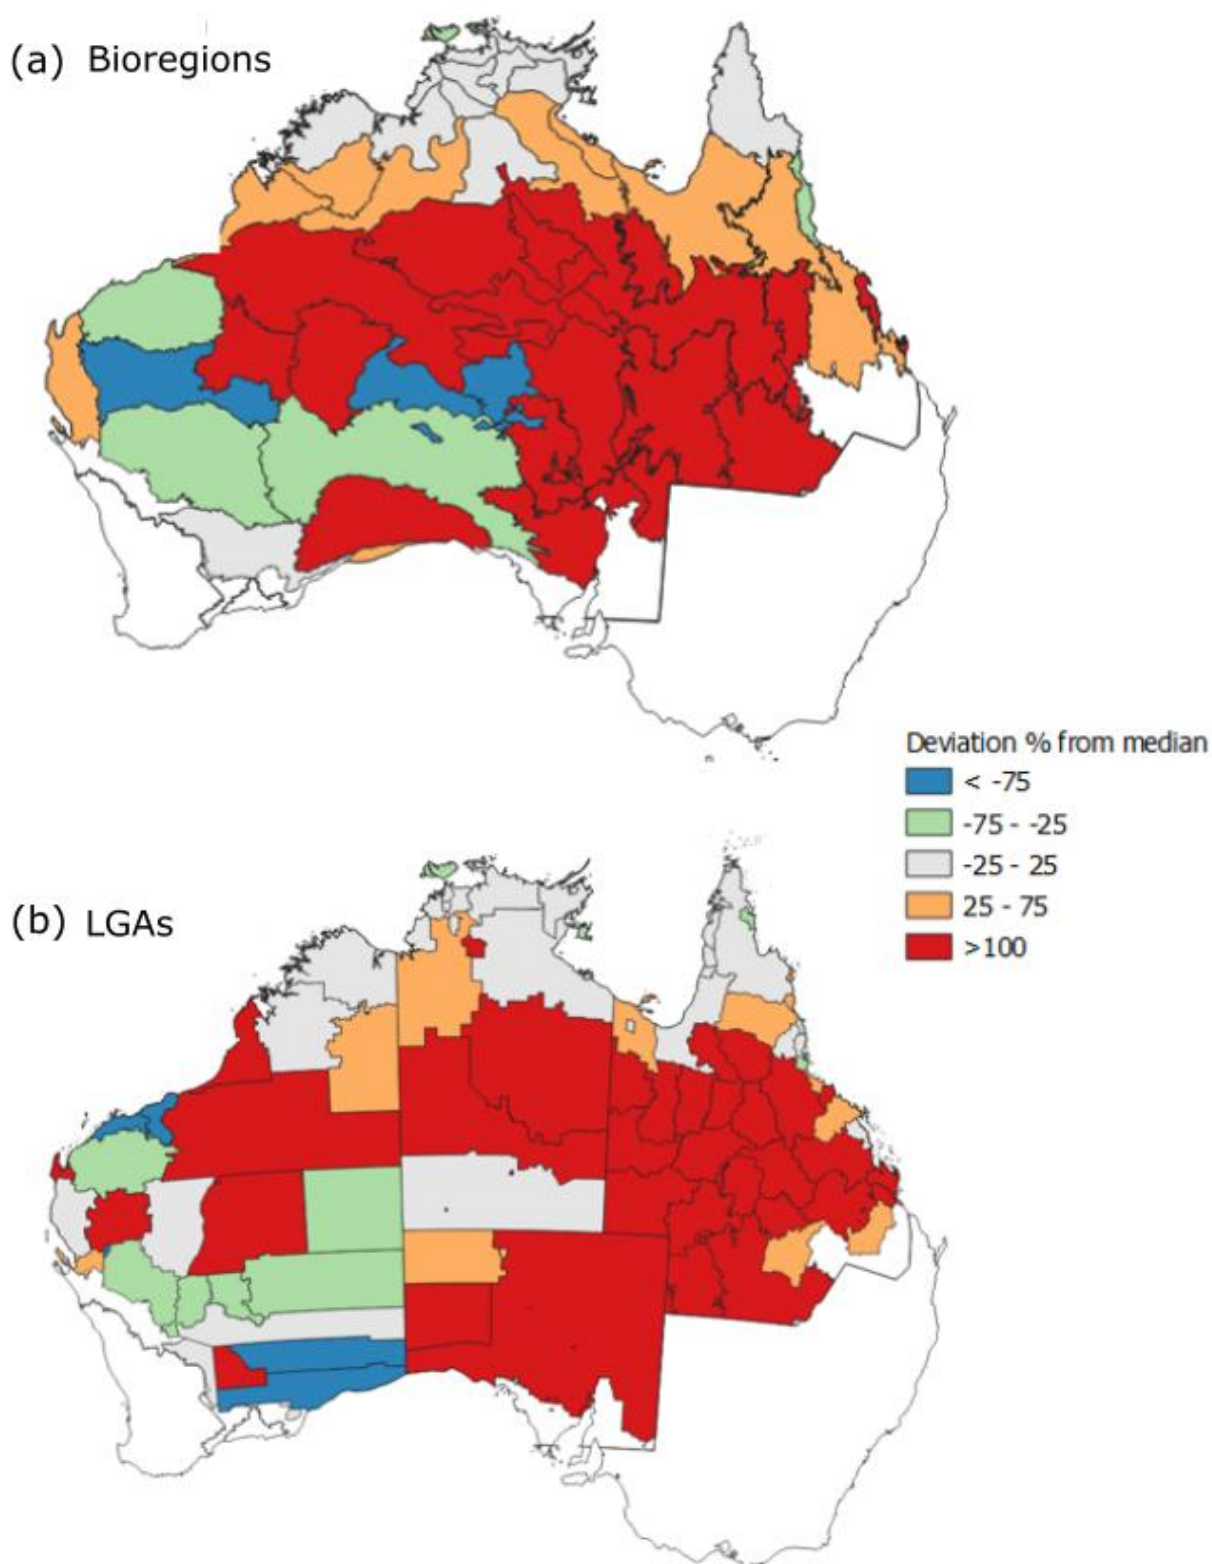 (a) Bioregions
Deviation % from median
< -75
-75 - -25
-25 - 25
25 - 75
>100
(b) LGAs